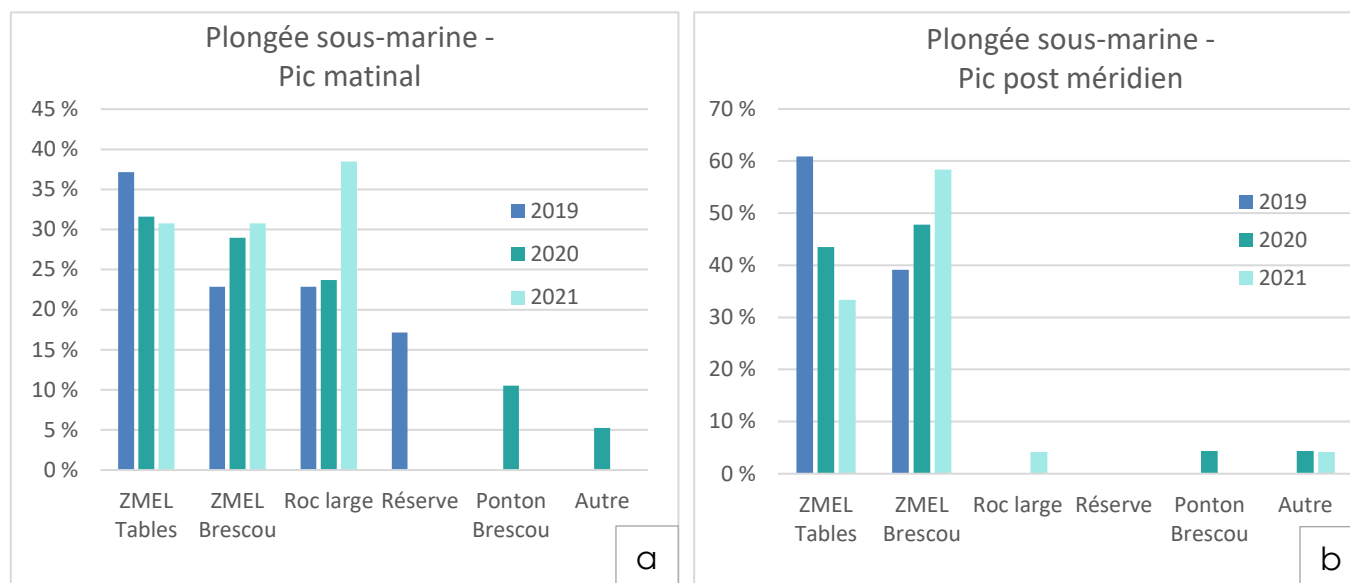 Plongée sous-marine -
Pic matinal
45 %
40 %
35 %
30 %
25 %
20 %
15 %
10 %
5 %
0 %
2019
2020
2021
ZMEL Tables
ZMEL Brescou
Roc large
Réserve
Ponton Brescou
Autre
a
Plongée sous-marine -
Pic post méridien
70 %
60 %
50 %
40 %
30 %
20 %
10 %
0 %
2019
2020
2021
ZMEL Tables
ZMEL Brescou
Roc large
Réserve
Ponton Brescou
Autre
b